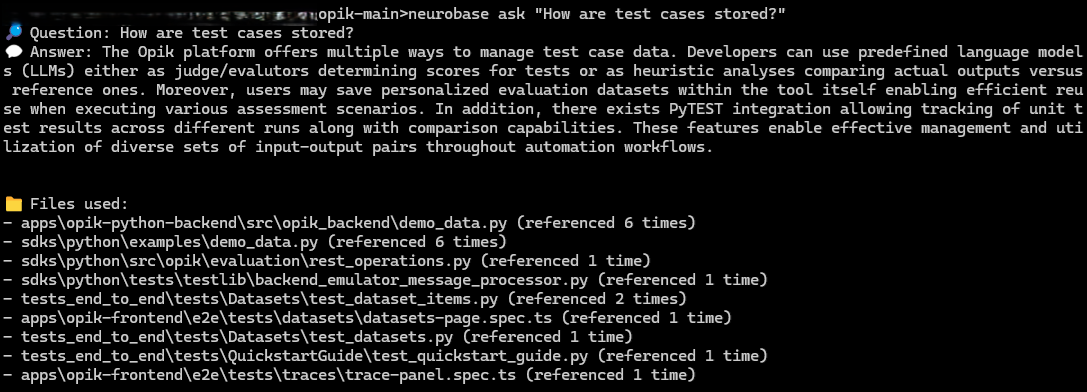 opik-main>neurobase ask "How are test cases stored?"
🔎 Question: How are test cases stored?
💬 Answer: The Opik platform offers multiple ways to manage test case data. Developers can use predefined language model
s (LLMs) either as judge/evalutors determining scores for tests or as heuristic analyses comparing actual outputs versus
 reference ones. Moreover, users may save personalized evaluation datasets within the tool itself enabling efficient reu
se when executing various assessment scenarios. In addition, there exists PyTEST integration allowing tracking of unit t
est results across different runs along with comparison capabilities. These features enable effective management and uti
lization of diverse sets of input-output pairs throughout automation workflows.
📁 Files used:
- apps\opik-python-backend\src\opik_backend\demo_data.py (referenced 6 times)
- sdks\python\examples\demo_data.py (referenced 6 times)
- sdks\python\src\opik\evaluation\rest_operations.py (referenced 1 time)
- sdks\python\tests\testlib\backend_emulator_message_processor.py (referenced 1 time)
- tests_end_to_end\tests\Datasets\test_dataset_items.py (referenced 2 times)
- apps\opik-frontend\e2e\tests\datasets\datasets-page.spec.ts (referenced 1 time)
- tests_end_to_end\tests\Datasets\test_datasets.py (referenced 1 time)
- tests_end_to_end\tests\QuickstartGuide\test_quickstart_guide.py (referenced 1 time)
- apps\opik-frontend\e2e\tests\traces\trace-panel.spec.ts (referenced 1 time)